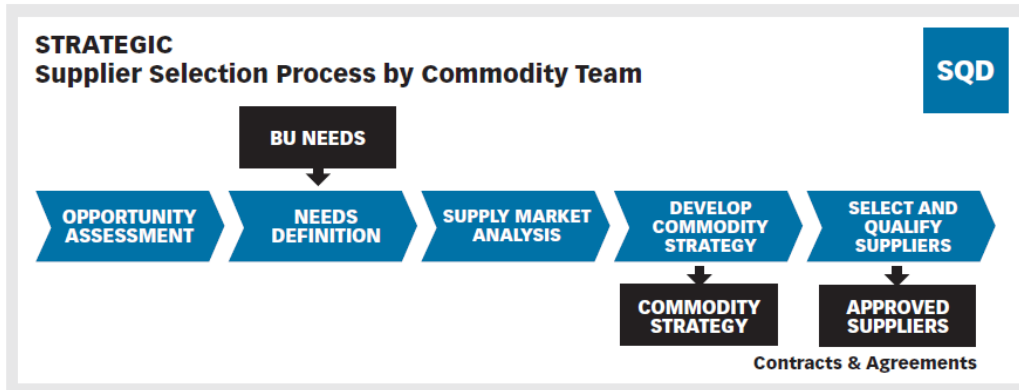 STRATEGIC
Supplier Selection Process by Commodity Team
SQD
BU NEEDS
OPPORTUNITY
ASSESSMENT
NEEDS
DEFINITION
SUPPLY MARKET
ANALYSIS
DEVELOP
COMMODITY
STRATEGY
SELECT AND
QUALIFY
SUPPLIERS
COMMODITY
STRATEGY
APPROVED
SUPPLIERS
Contracts & Agreements